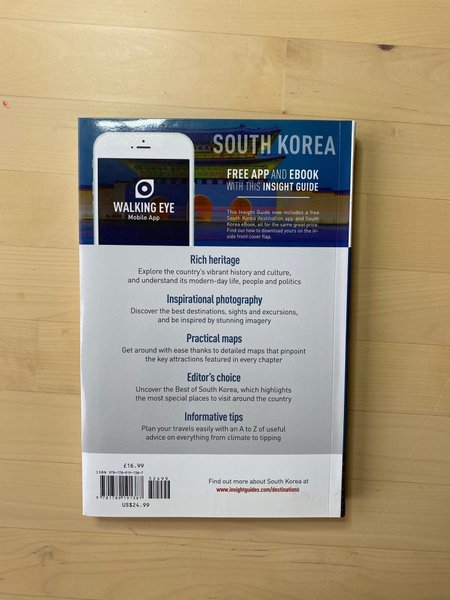 SOUTH KOREA
FREE APP AND EBOOK
WITH THIS INSIGHT GUIDE
WALKING EYE
Mobile App
This Insight Guide now includes a free
South Korea destination app and South
Korea eBook, all for the same great price.
Find out how to download yours on the in-
side front cover flap.
Rich heritage
Explore the country's vibrant history and culture,
and understand its modern-day life, people and politics
Inspirational photography
Discover the best destinations, sights and excursions,
and be inspired by stunning imagery
Practical maps
Get around with ease thanks to detailed maps that pinpoint
the key attractions featured in every chapter
Editor's choice
Uncover the Best of South Korea, which highlights
the most special places to visit around the country
Informative tips
Plan your travels easily with an A to Z of useful
advice on everything from climate to tipping
£16.99
52499
US$24.99
Find out more about South Korea at
www.insightguides.com/destinations